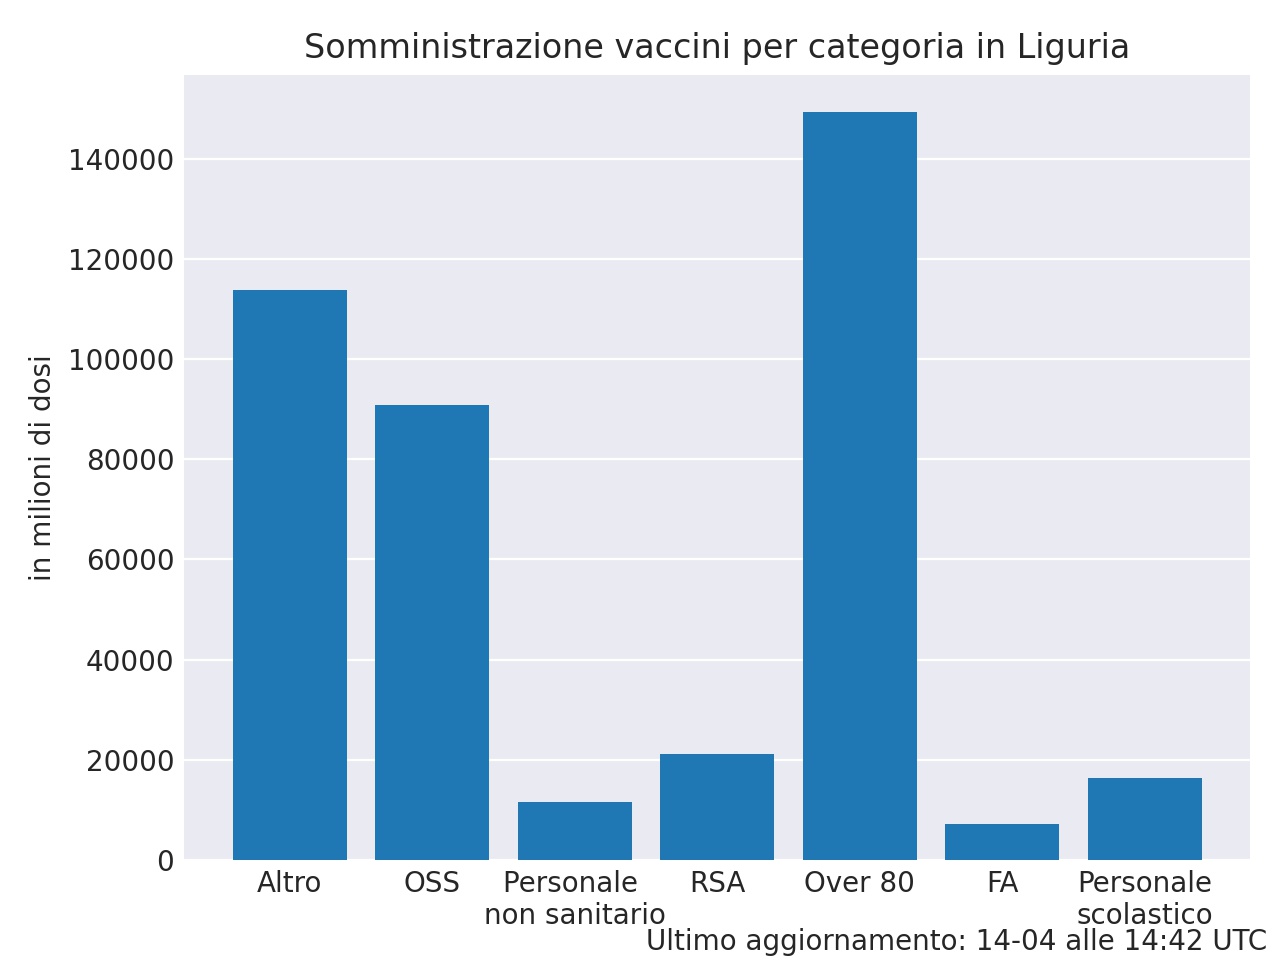 Somministrazione vaccini per categoria in Liguria
in milioni di dosi
140000
120000
100000
80000
60000
40000
20000
0
Altro
OSS
Personale
non sanitario
RSA
Over 80
FA
Personale
scolastico
Ultimo aggiornamento: 14-04 alle 14:42 UTC